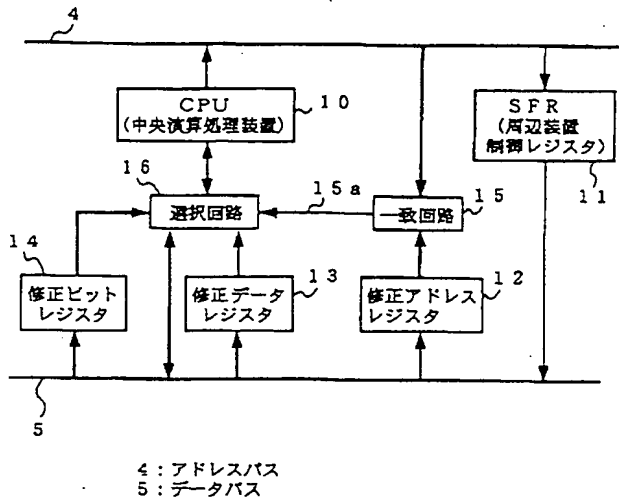 4
CPU
(中央演算処理装置)
10
SFR
(周辺装置
制御レジスタ)
11
16
選択回路
15a
一致回路
15
14
修正ビット
レジスタ
13
修正データ
レジスタ
12
修正アドレス
レジスタ
5
4:アドレスバス
5:データバス